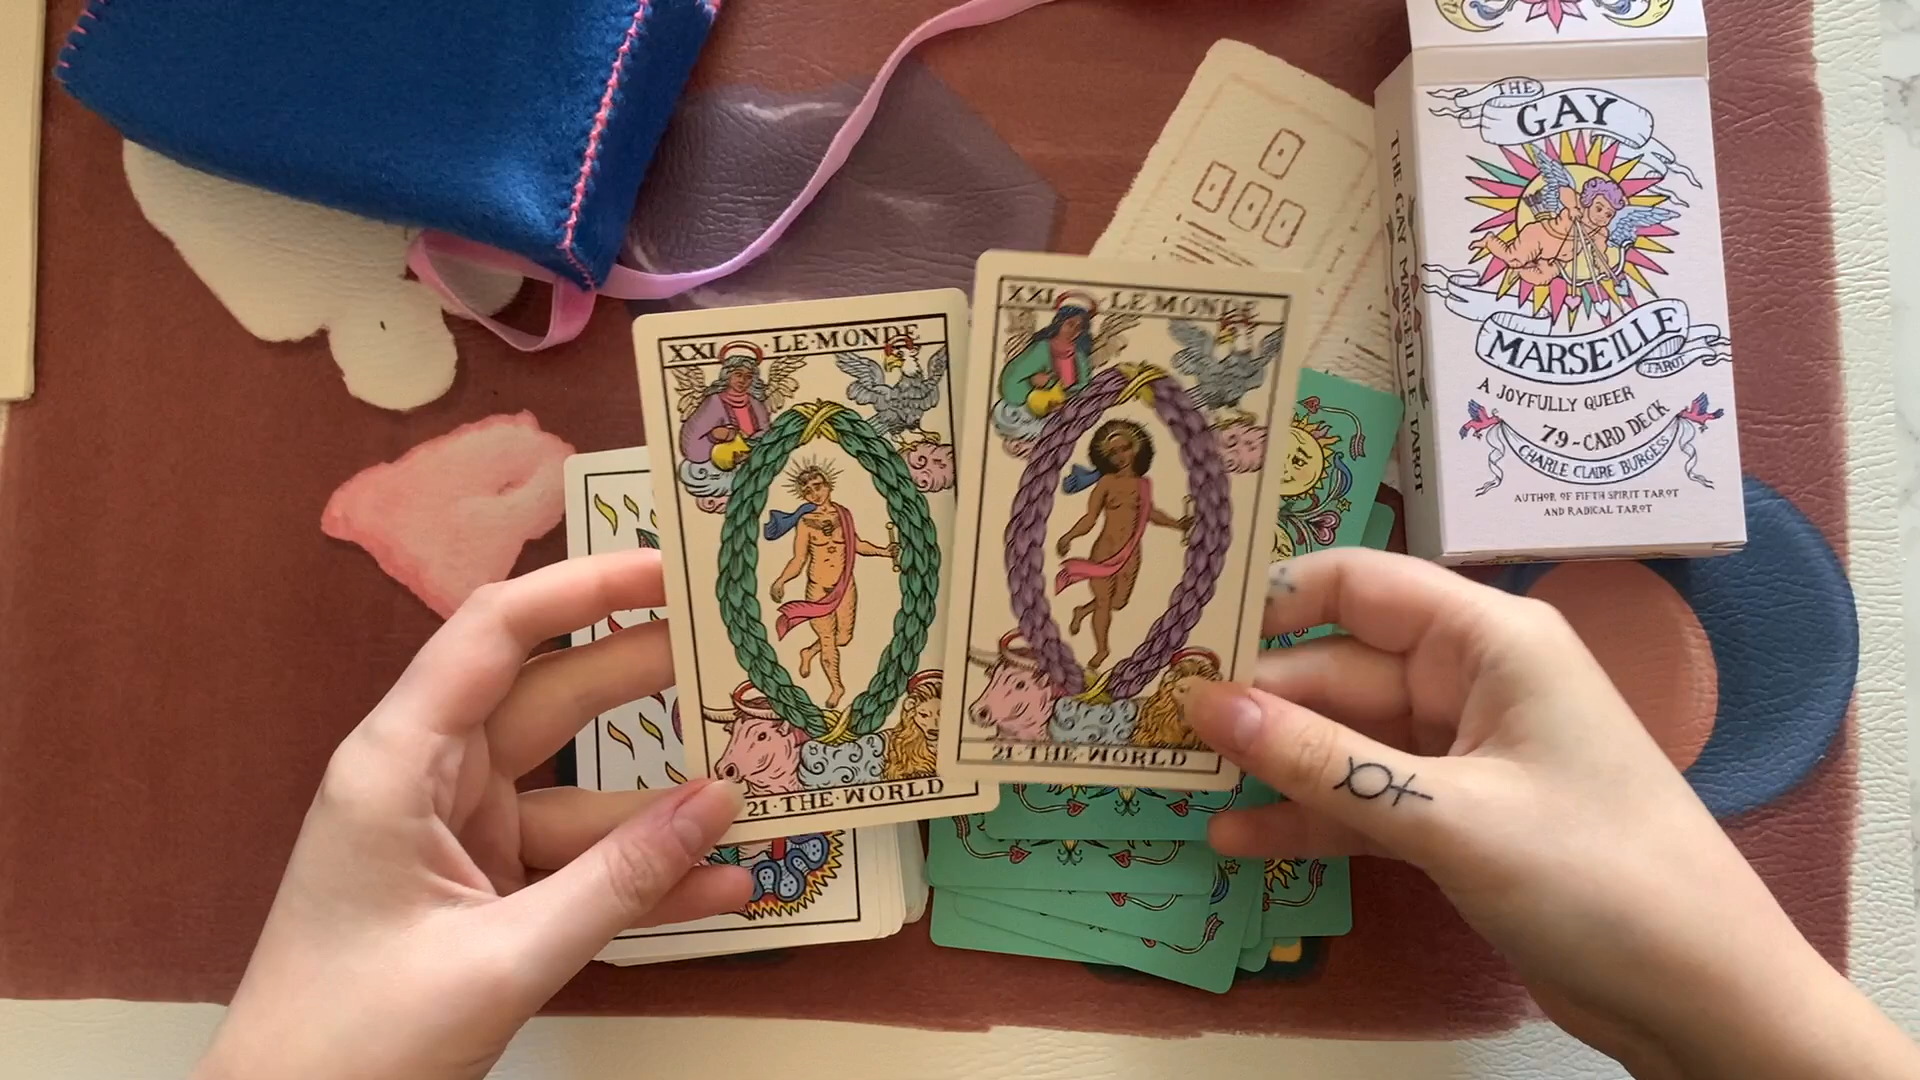 THE
GAY
MARSEILLE
TAROT
A JOYFULLY QUEER
79-CARD DECK
CHARLIE CLAIRE BURGESS
AUTHOR OF FIFTH SPIRIT TAROT
AND RADICAL TAROT
THE GAY MARSEILLE TAROT
XXI · LE · MONDE
21 · THE · WORLD
XXI LE · MONDE
21 · THE · WORLD